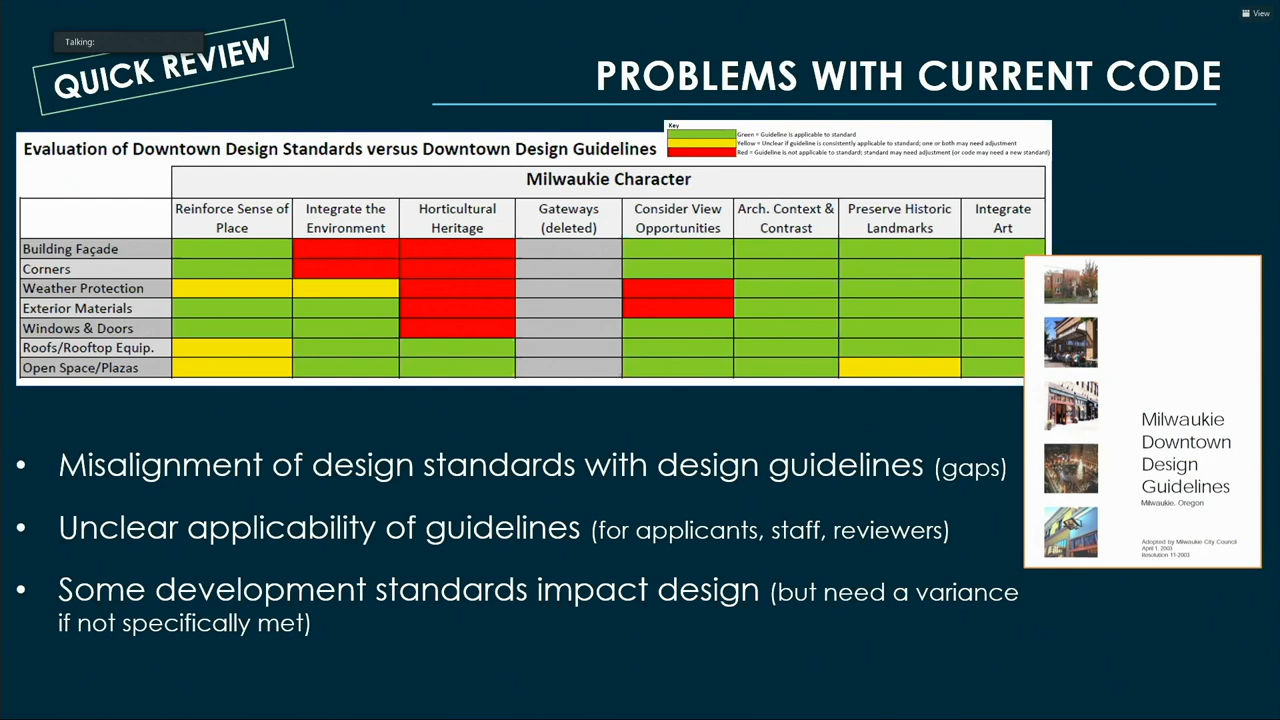 View
Talking:
QUICK REVIEW
PROBLEMS WITH CURRENT CODE
Key
Green = Guideline is applicable to standard
Yellow = Unclear if guideline is consistently applicable to standard; one or both may need adjustment
Red = Guideline is not applicable to standard; standard may need adjustment (or code may need a new standard)
Evaluation of Downtown Design Standards versus Downtown Design Guidelines
Milwaukie Character
Reinforce Sense of Place
Integrate the Environment
Horticultural Heritage
Gateways (deleted)
Consider View Opportunities
Arch. Context & Contrast
Preserve Historic Landmarks
Integrate Art
Building Façade
Corners
Weather Protection
Exterior Materials
Windows & Doors
Roofs/Rooftop Equip.
Open Space/Plazas
Milwaukie
Downtown
Design
Guidelines
Milwaukie, Oregon
Adopted by Milwaukie City Council
April 1, 2003
Resolution 11-2003
• Misalignment of design standards with design guidelines (gaps)
• Unclear applicability of guidelines (for applicants, staff, reviewers)
• Some development standards impact design (but need a variance
if not specifically met)